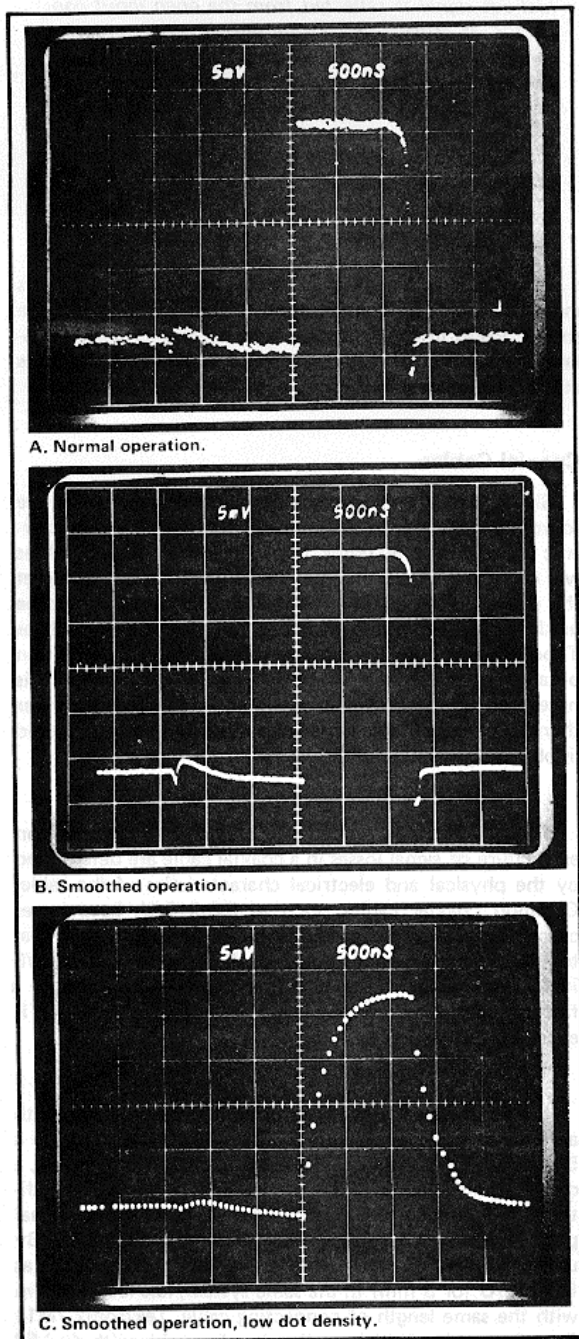 5mV 500nS
A. Normal operation.
5mV 500nS
B. Smoothed operation.
5mV 500nS
C. Smoothed operation, low dot density.